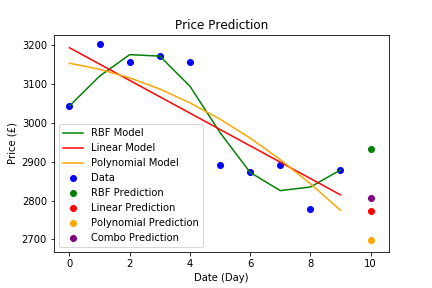 Price Prediction
3200
3100
3000
2900
2800
2700
Price (£)
RBF Model
Linear Model
Polynomial Model
Data
RBF Prediction
Linear Prediction
Polynomial Prediction
Combo Prediction
0 2 4 6 8 10
Date (Day)